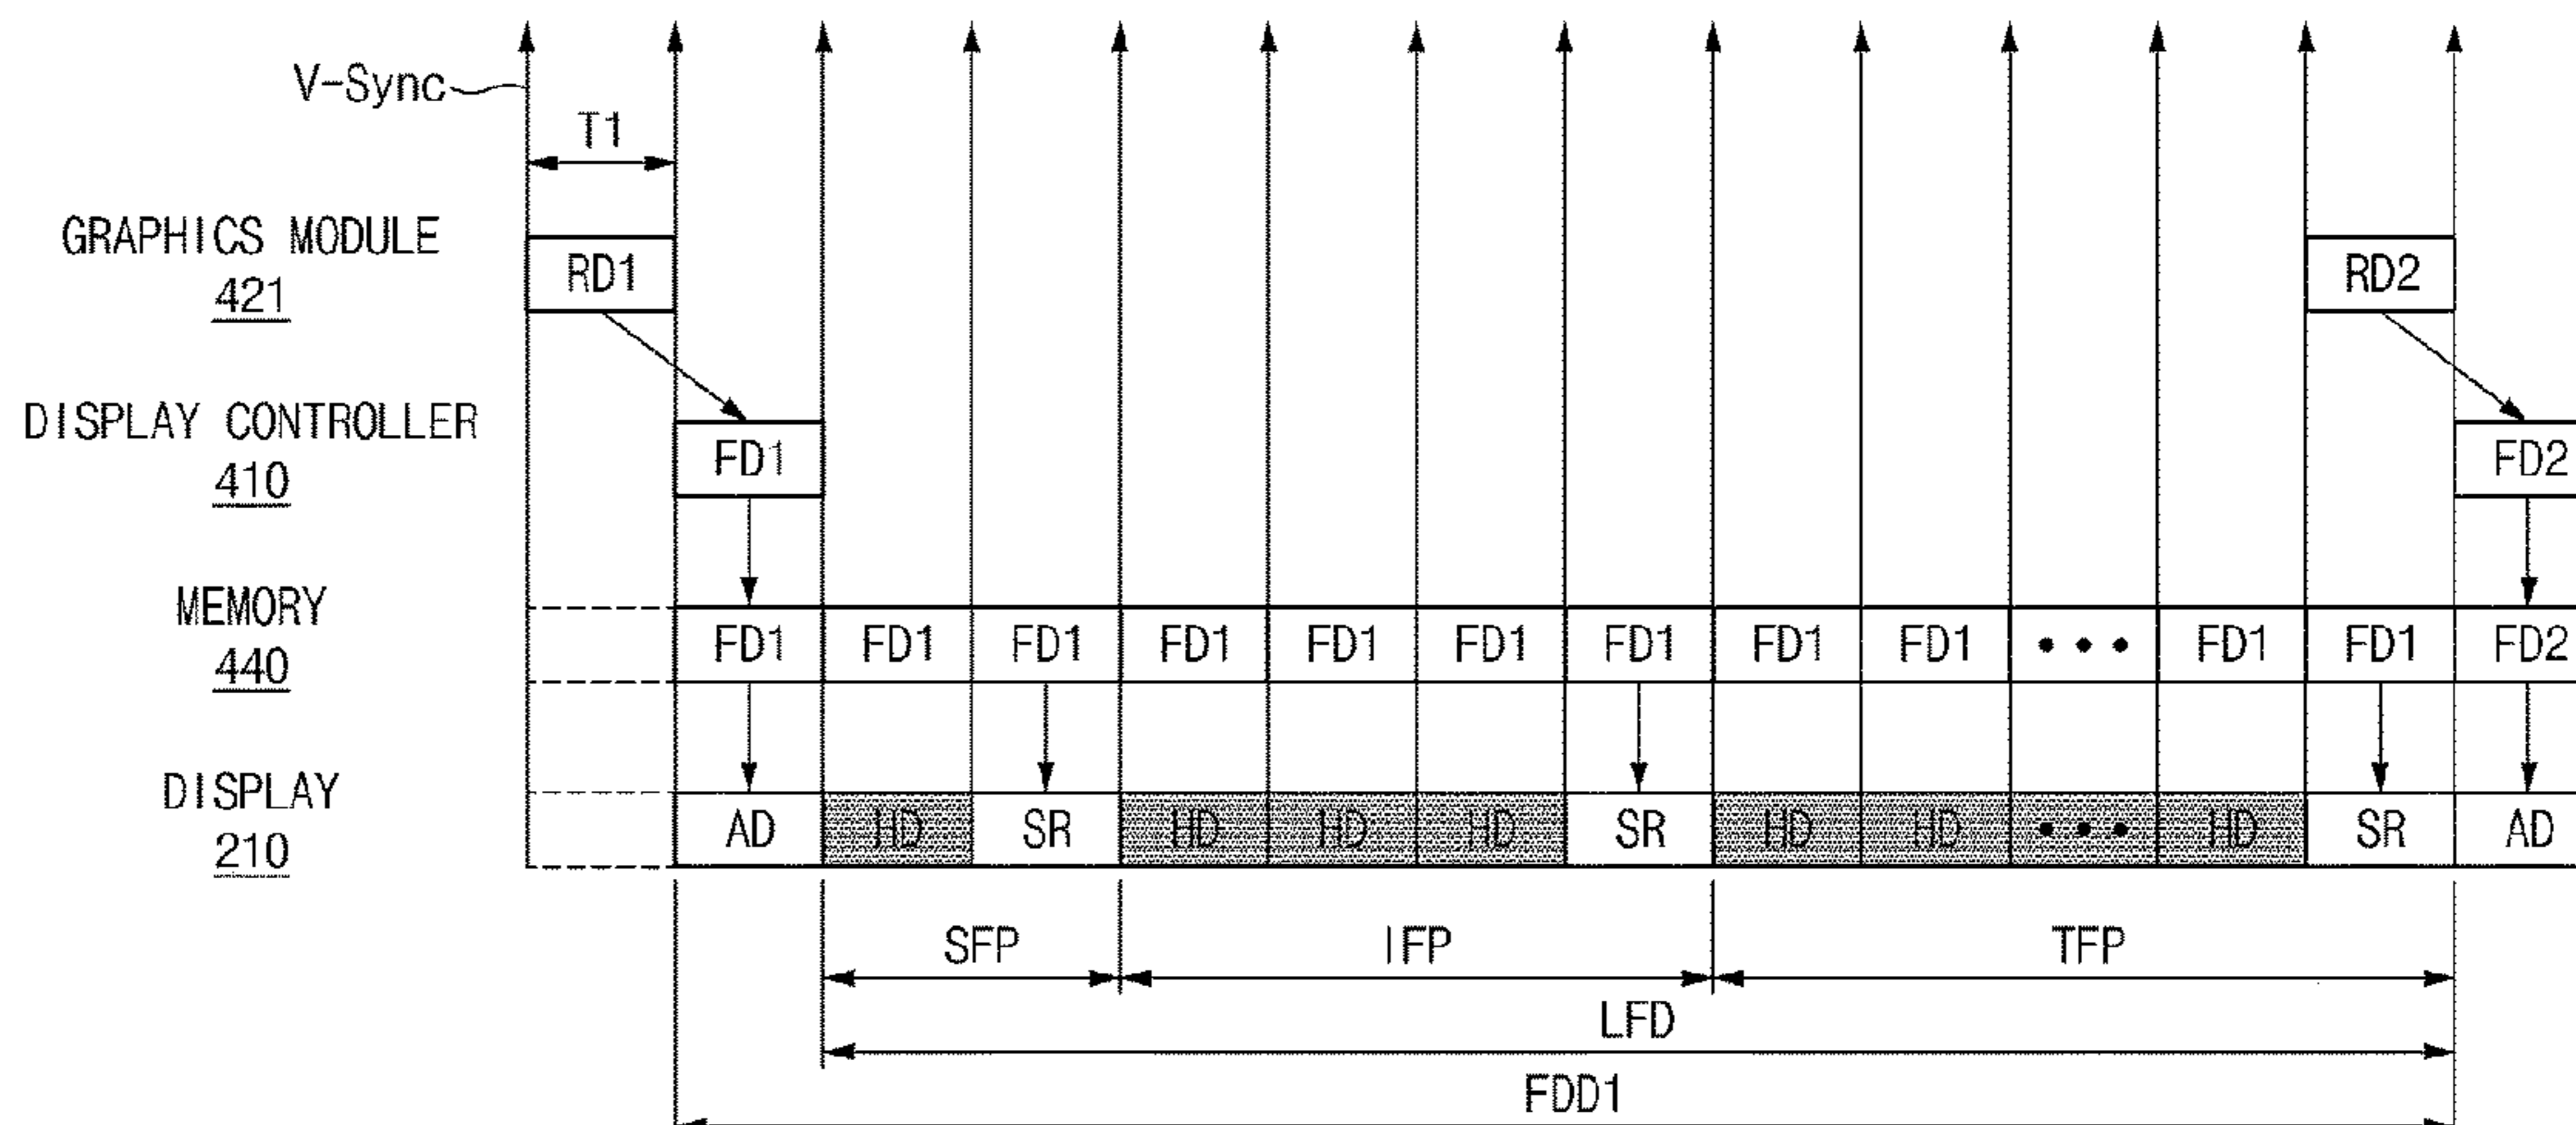 V-Sync
T1
GRAPHICS MODULE
421
RD1 RD2
DISPLAY CONTROLLER
410
FD1 FD2
MEMORY
440
FD1 FD1 FD1 FD1 FD1 FD1 FD1 FD1 FD1 • • • FD1 FD1 FD2
DISPLAY
210
AD HD SR HD HD HD SR HD HD • • • HD SR AD
SFP IFP TFP
LFD
FDD1